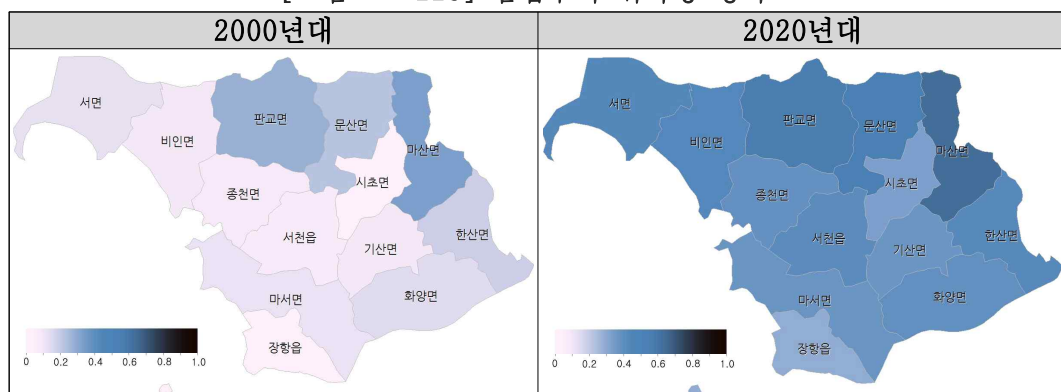 2000년대
2020년대
서면
판교면
문산면
비인면
마산면
시초면
종천면
서천읍
기산면
한산면
마서면
화양면
장항읍
0 0.2 0.4 0.6 0.8 1.0
서면
판교면
문산면
비인면
마산면
시초면
종천면
서천읍
기산면
한산면
마서면
화양면
장항읍
0 0.2 0.4 0.6 0.8 1.0